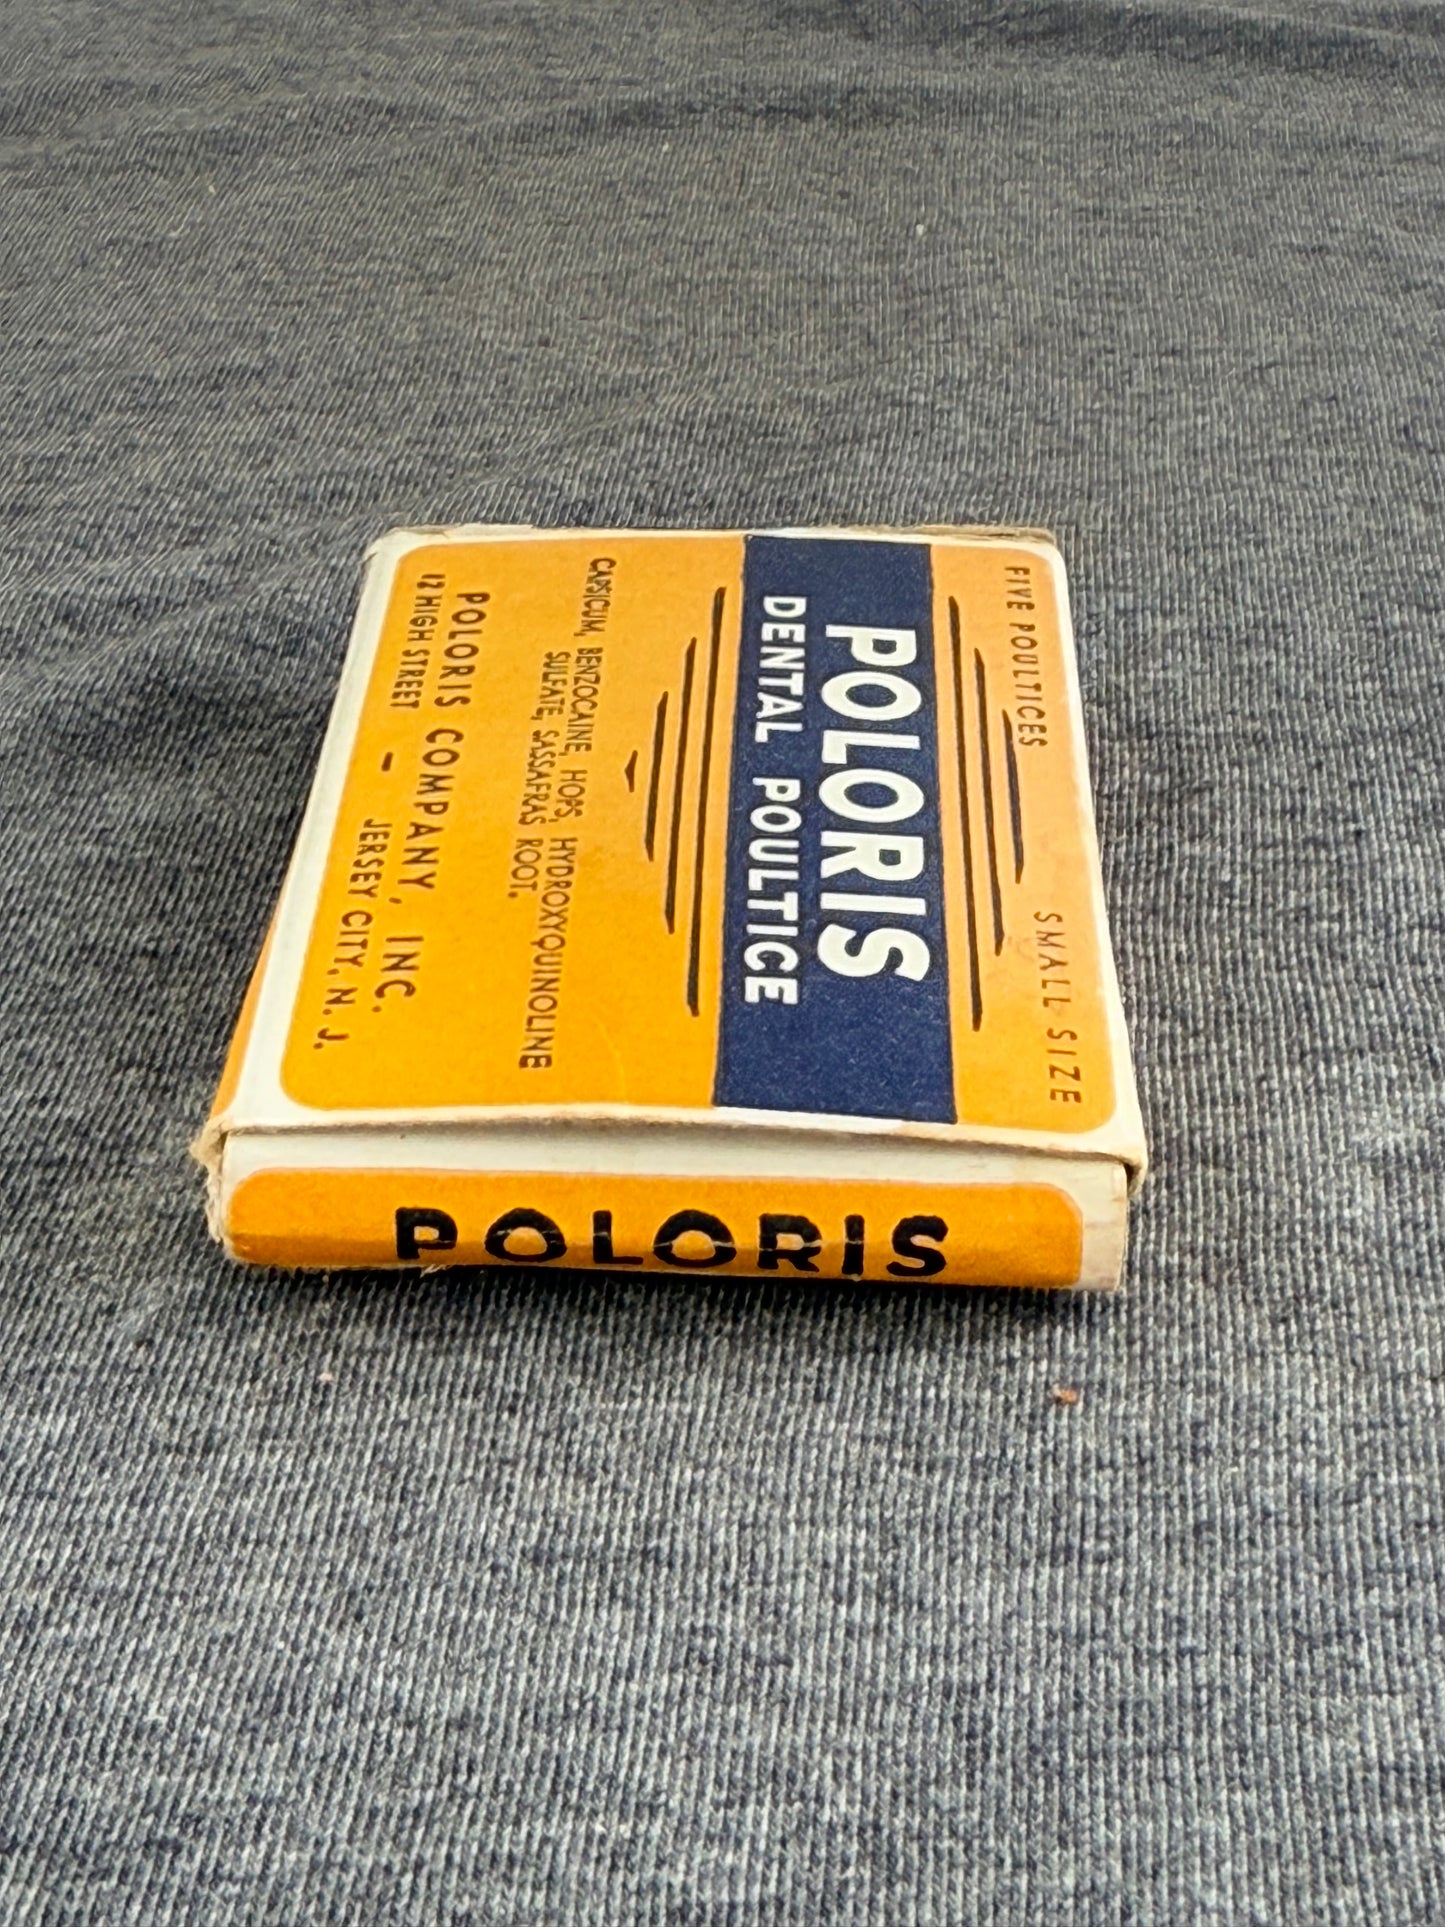 FIVE POULTICES SMALL SIZE
POLORIS
DENTAL POULTICE
CAPSICUM, BENZOCAINE, HOPS, HYDROXYQUINOLINE
SULFATE, SASSAFRAS ROOT.
POLORIS COMPANY, INC.
12 HIGH STREET - JERSEY CITY, N. J.
POLORIS